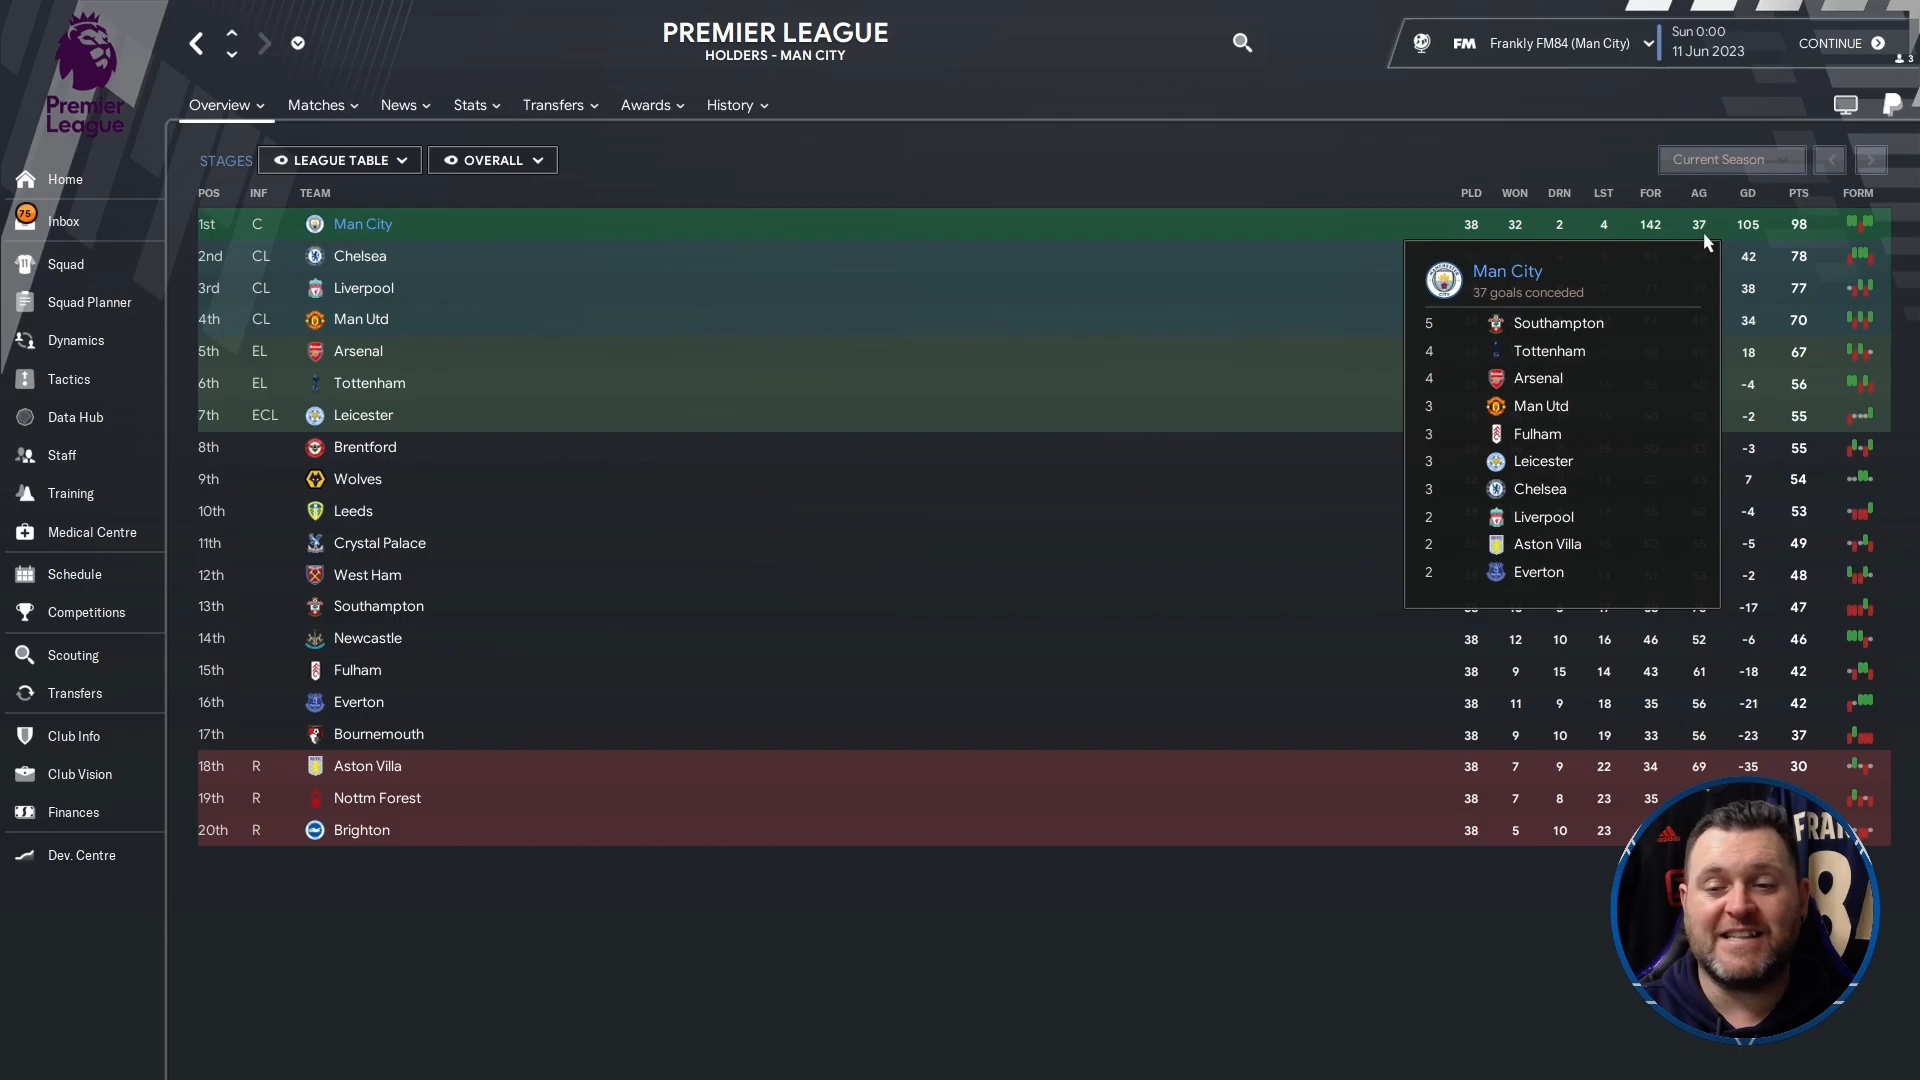 PREMIER LEAGUE
HOLDERS - MAN CITY
FM Frankly FM84 (Man City)
Sun 0:00
11 Jun 2023
CONTINUE
3
Premier
League
Overview Matches News Stats Transfers Awards History
STAGES LEAGUE TABLE OVERALL Current Season
Home
75
Inbox
Squad
Squad Planner
Dynamics
Tactics
Data Hub
Staff
Training
Medical Centre
Schedule
Competitions
Scouting
Transfers
Club Info
Club Vision
Finances
Dev. Centre
POS INF TEAM PLD WON DRN LST FOR AG GD PTS FORM
1st C Man City 38 32 2 4 142 37 105 98
2nd CL Chelsea 42 78
3rd CL Liverpool 38 77
4th CL Man Utd 34 70
5th EL Arsenal 18 67
6th EL Tottenham -4 56
7th ECL Leicester -2 55
8th Brentford -3 55
9th Wolves 7 54
10th Leeds -4 53
11th Crystal Palace -5 49
12th West Ham -2 48
13th Southampton -17 47
14th Newcastle 38 12 10 16 46 52 -6 46
15th Fulham 38 9 15 14 43 61 -18 42
16th Everton 38 11 9 18 35 56 -21 42
17th Bournemouth 38 9 10 19 33 56 -23 37
18th R Aston Villa 38 7 9 22 34 69 -35 30
19th R Nottm Forest 38 7 8 23 35
20th R Brighton 38 5 10 23
Man City
37 goals conceded
5 Southampton
4 Tottenham
4 Arsenal
3 Man Utd
3 Fulham
3 Leicester
3 Chelsea
2 Liverpool
2 Aston Villa
2 Everton
FRAN
8